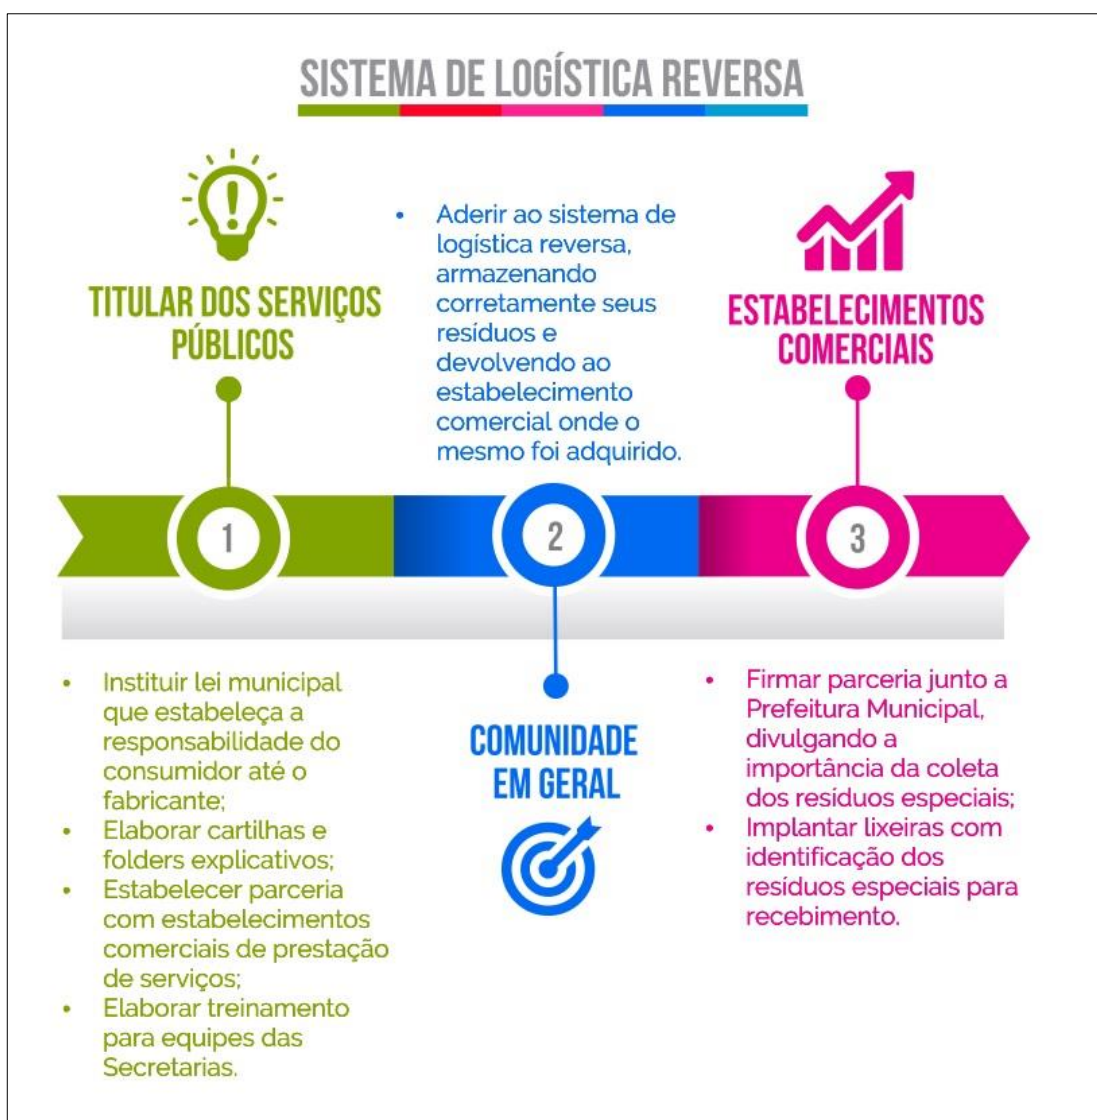 SISTEMA DE LOGÍSTICA REVERSA
TITULAR DOS SERVIÇOS
PÚBLICOS
1
• Instituir lei municipal
que estabeleça a
responsabilidade do
consumidor até o
fabricante;
• Elaborar cartilhas e
folders explicativos;
• Estabelecer parceria
com estabelecimentos
comerciais de prestação
de serviços;
• Elaborar treinamento
para equipes das
Secretarias.
• Aderir ao sistema de
logística reversa,
armazenando
corretamente seus
resíduos e
devolvendo ao
estabelecimento
comercial onde o
mesmo foi adquirido.
2
COMUNIDADE
EM GERAL
ESTABELECIMENTOS
COMERCIAIS
3
• Firmar parceria junto a
Prefeitura Municipal,
divulgando a
importância da coleta
dos resíduos especiais;
• Implantar lixeiras com
identificação dos
resíduos especiais para
recebimento.